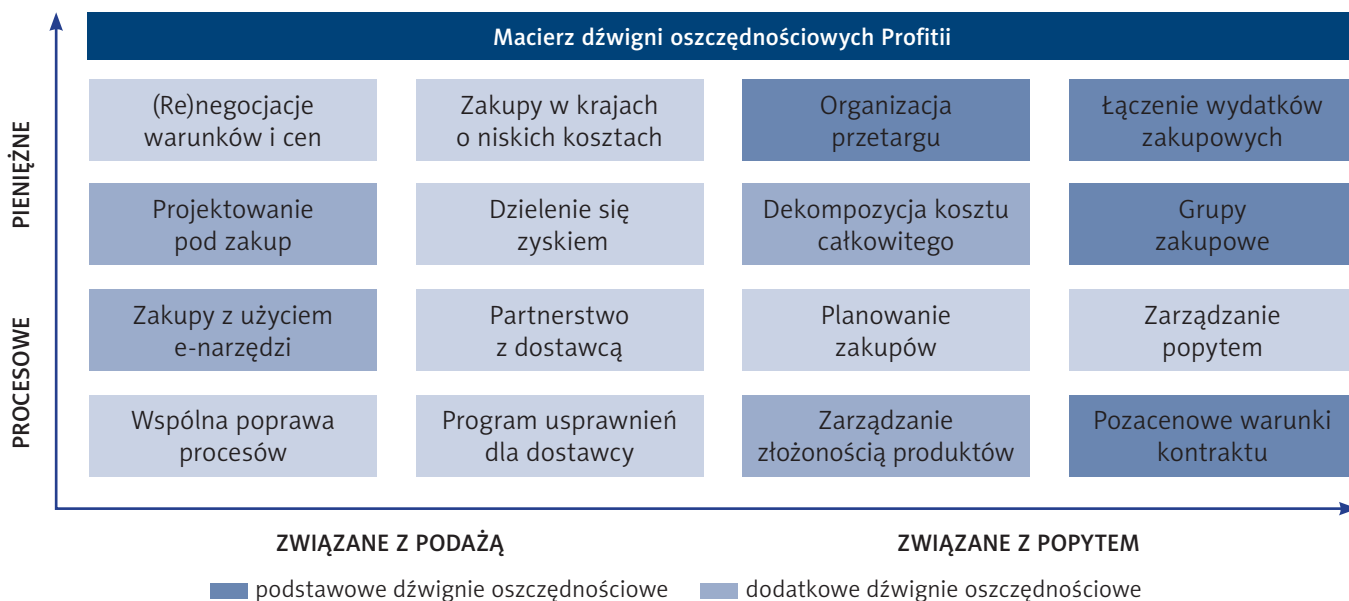 Macierz dźwigni oszczędnościowych Profitii
PIENIĘŻNE
(Re)negocjacje
warunków i cen
Zakupy w krajach
o niskich kosztach
Organizacja
przetargu
Łączenie wydatków
zakupowych
Projektowanie
pod zakup
Dzielenie się
zyskiem
Dekompozycja kosztu
całkowitego
Grupy
zakupowe
PROCESOWE
Zakupy z użyciem
e-narzędzi
Partnerstwo
z dostawcą
Planowanie
zakupów
Zarządzanie
popytem
Wspólna poprawa
procesów
Program usprawnień
dla dostawcy
Zarządzanie
złożonością produktów
Pozacenowe warunki
kontraktu
ZWIĄZANE Z PODAŻĄ
ZWIĄZANE Z POPYTEM
podstawowe dźwignie oszczędnościowe
dodatkowe dźwignie oszczędnościowe